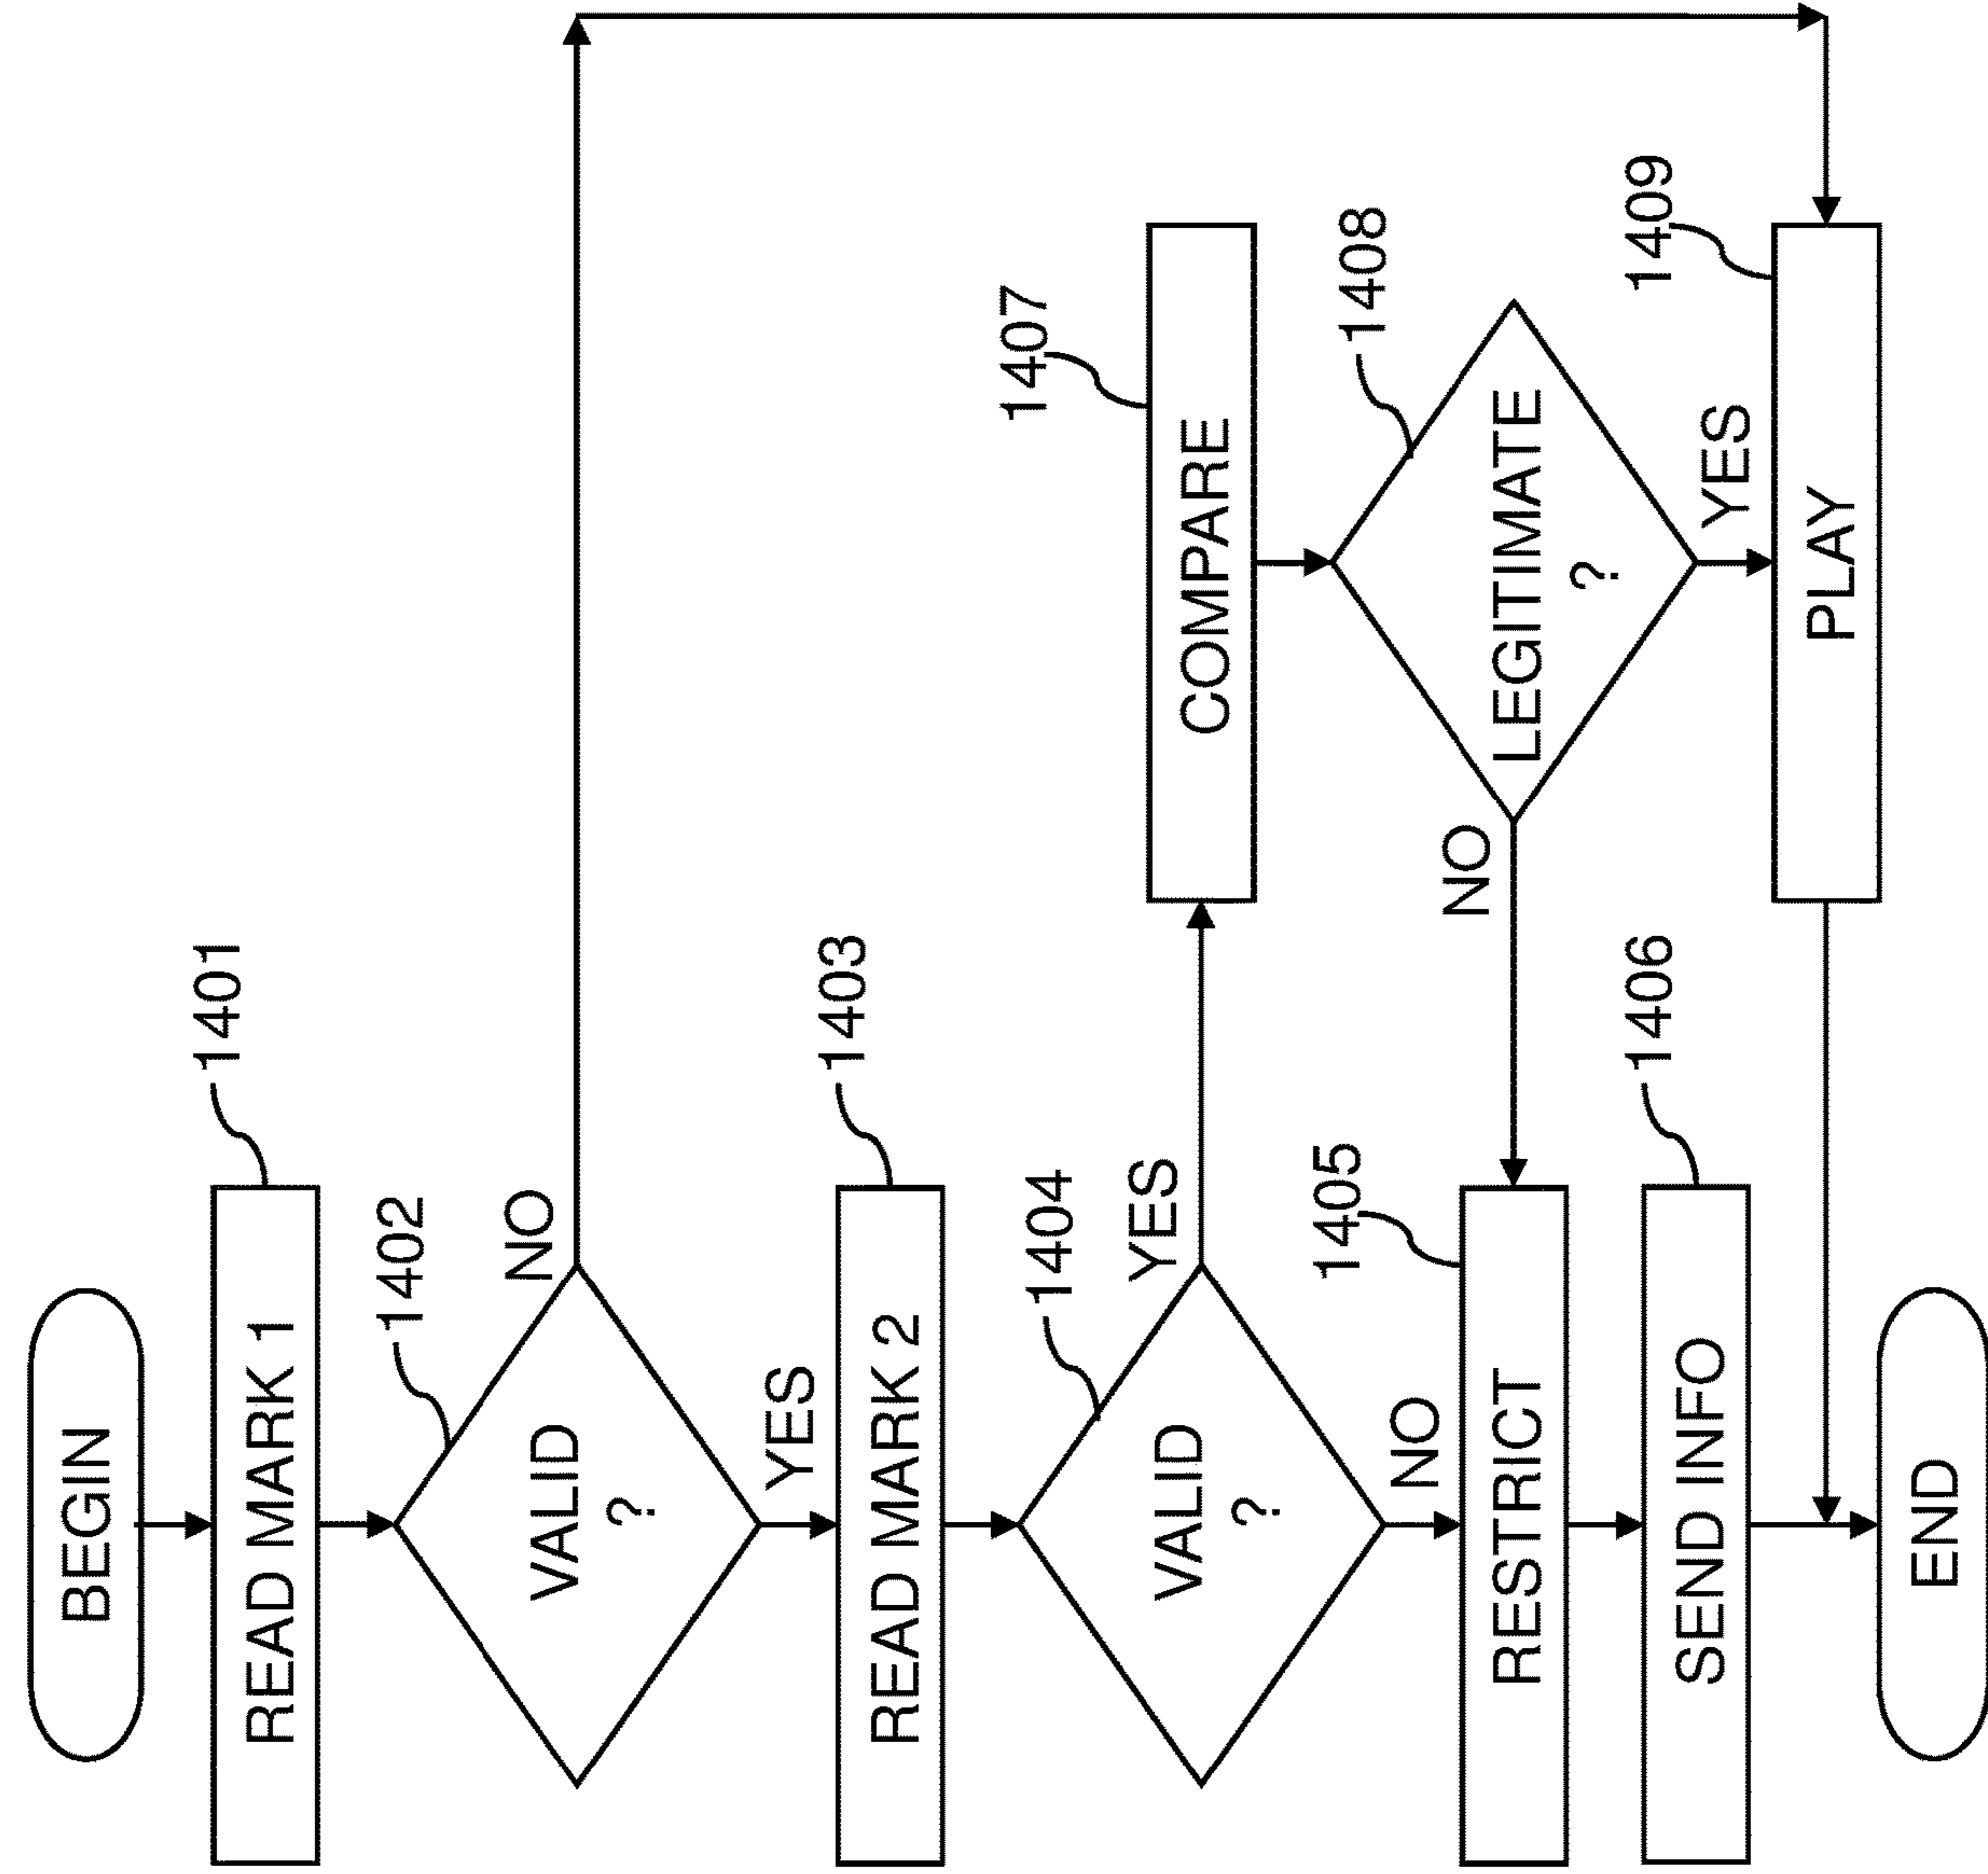 BEGIN
1401
READ MARK 1
1402
VALID
?
NO
YES
1403
READ MARK 2
1404
VALID
?
YES
NO
1407
COMPARE
1408
LEGITIMATE
?
NO
YES
1405
RESTRICT
1406
SEND INFO
1409
PLAY
END